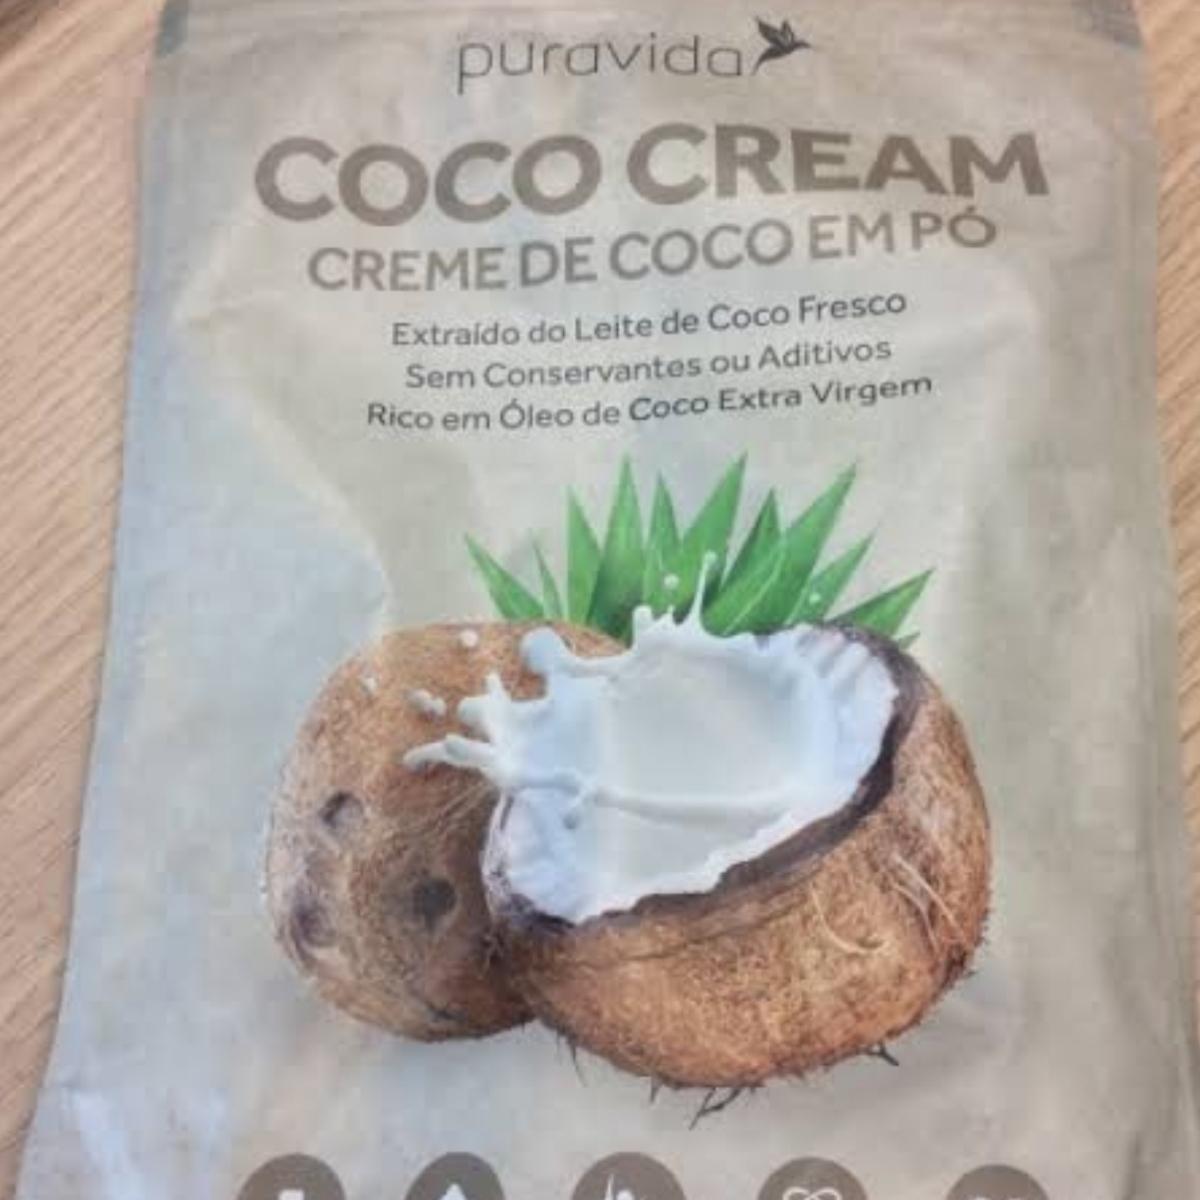 puravida
COCO CREAM
CREME DE COCO EM PÓ
Extraído do Leite de Coco Fresco
Sem Conservantes ou Aditivos
Rico em Óleo de Coco Extra Virgem